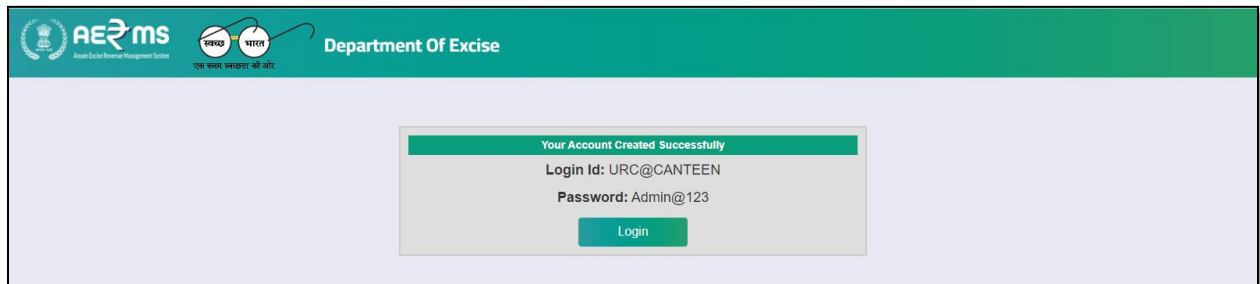 AERMS
Assam Excise Revenue Management System
स्वच्छ भारत
एक कदम स्वच्छता की ओर
Department Of Excise
Your Account Created Successfully
Login Id: URC@CANTEEN
Password: Admin@123
Login